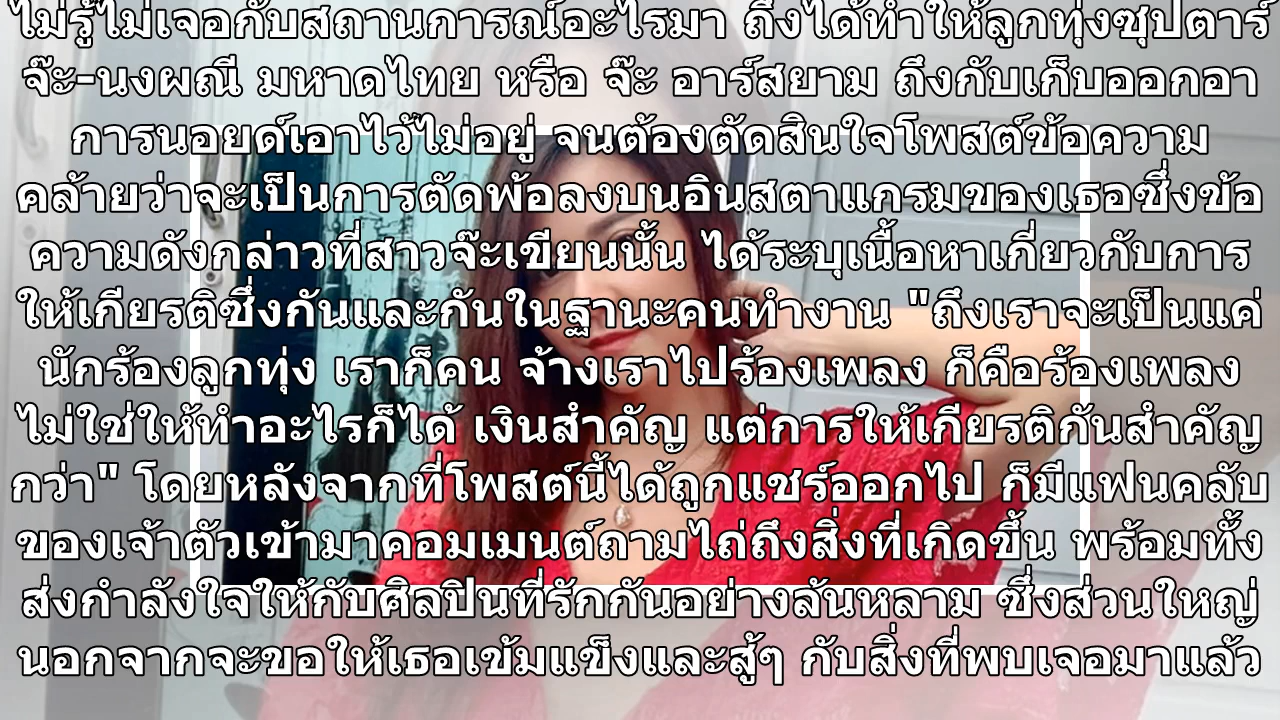 ไม่รู้ไม่เจอกับสถานการณ์อะไรมา ถึงได้ทำให้ลูกทุ่งซุปตาร์
จ๊ะ-นงผณี มหาดไทย หรือ จ๊ะ อาร์สยาม ถึงกับเก็บออกอา
การนอยด์เอาไว้ไม่อยู่ จนต้องตัดสินใจโพสต์ข้อความ
คล้ายว่าจะเป็นการตัดพ้อลงบนอินสตาแกรมของเธอซึ่งข้อ
ความดังกล่าวที่สาวจ๊ะเขียนนั้น ได้ระบุเนื้อหาเกี่ยวกับการ
ให้เกียรติซึ่งกันและกันในฐานะคนทำงาน "ถึงเราจะเป็นแค่
นักร้องลูกทุ่ง เราก็คน จ้างเราไปร้องเพลง ก็คือร้องเพลง
ไม่ใช่ให้ทำอะไรก็ได้ เงินสำคัญ แต่การให้เกียรติกันสำคัญ
กว่า" โดยหลังจากที่โพสต์นี้ได้ถูกแชร์ออกไป ก็มีแฟนคลับ
ของเจ้าตัวเข้ามาคอมเมนต์ถามไถ่ถึงสิ่งที่เกิดขึ้น พร้อมทั้ง
ส่งกำลังใจให้กับศิลปินที่รักกันอย่างล้นหลาม ซึ่งส่วนใหญ่
นอกจากจะขอให้เธอเข้มแข็งและสู้ๆ กับสิ่งที่พบเจอมาแล้ว